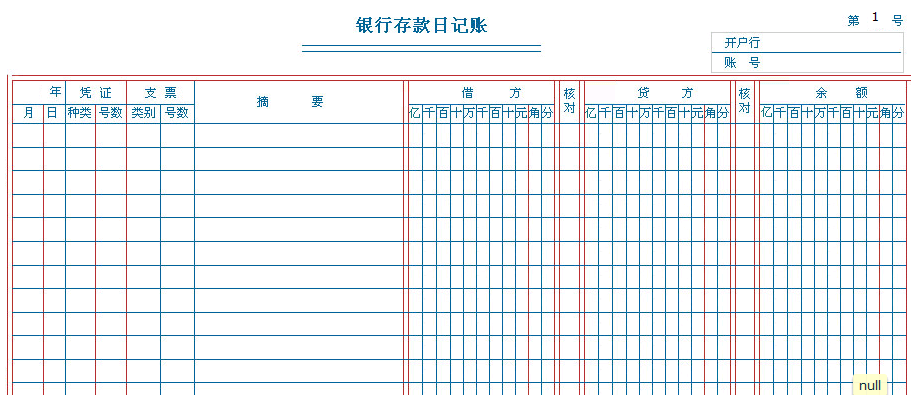 第 1 号
银行存款日记账
开户行
账 号
年 凭 证 支 票 摘 要 借 方 核对 贷 方 核对 余 额
月 日 种类 号数 类别 号数 亿千百十万千百十元角分 亿千百十万千百十元角分 亿千百十万千百十元角分
null